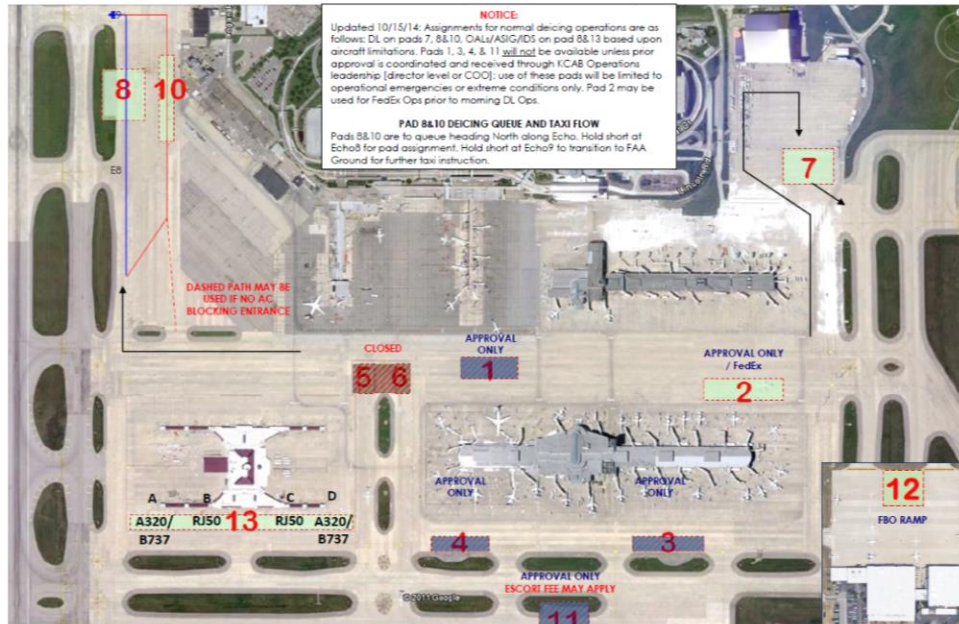 NOTICE:
Updated 10/15/14: Assignments for normal deicing operations are as
follows: DL on pads 7, 8&10, OALs/ASIG/IDS on pad 8&13 based upon
aircraft limitations. Pads 1, 3, 4, & 11 will not be available unless prior
approval is coordinated and received through KCAB Operations
leadership [director level or COO]; use of these pads will be limited to
operational emergencies or extreme conditions only. Pad 2 may be
used for FedEx Ops prior to morning DL Ops.
PAD 8&10 DEICING QUEUE AND TAXI FLOW
Pads 8&10 are to queue heading North along Echo. Hold short at
Echo8 for pad assignment. Hold short at Echo9 to transition to FAA
Ground for further taxi instruction.
8
10
E8
7
DASHED PATH MAY BE
USED IF NO AC
BLOCKING ENTRANCE
CLOSED
5 6
APPROVAL
ONLY
1
APPROVAL ONLY
/ FedEx
2
APPROVAL
ONLY
APPROVAL
ONLY
A B C D
A320/ RJ50 13 RJ50 A320/
B737 B737
4
3
12
FBO RAMP
APPROVAL ONLY
ESCORT FEE MAY APPLY
©2011 Google
11